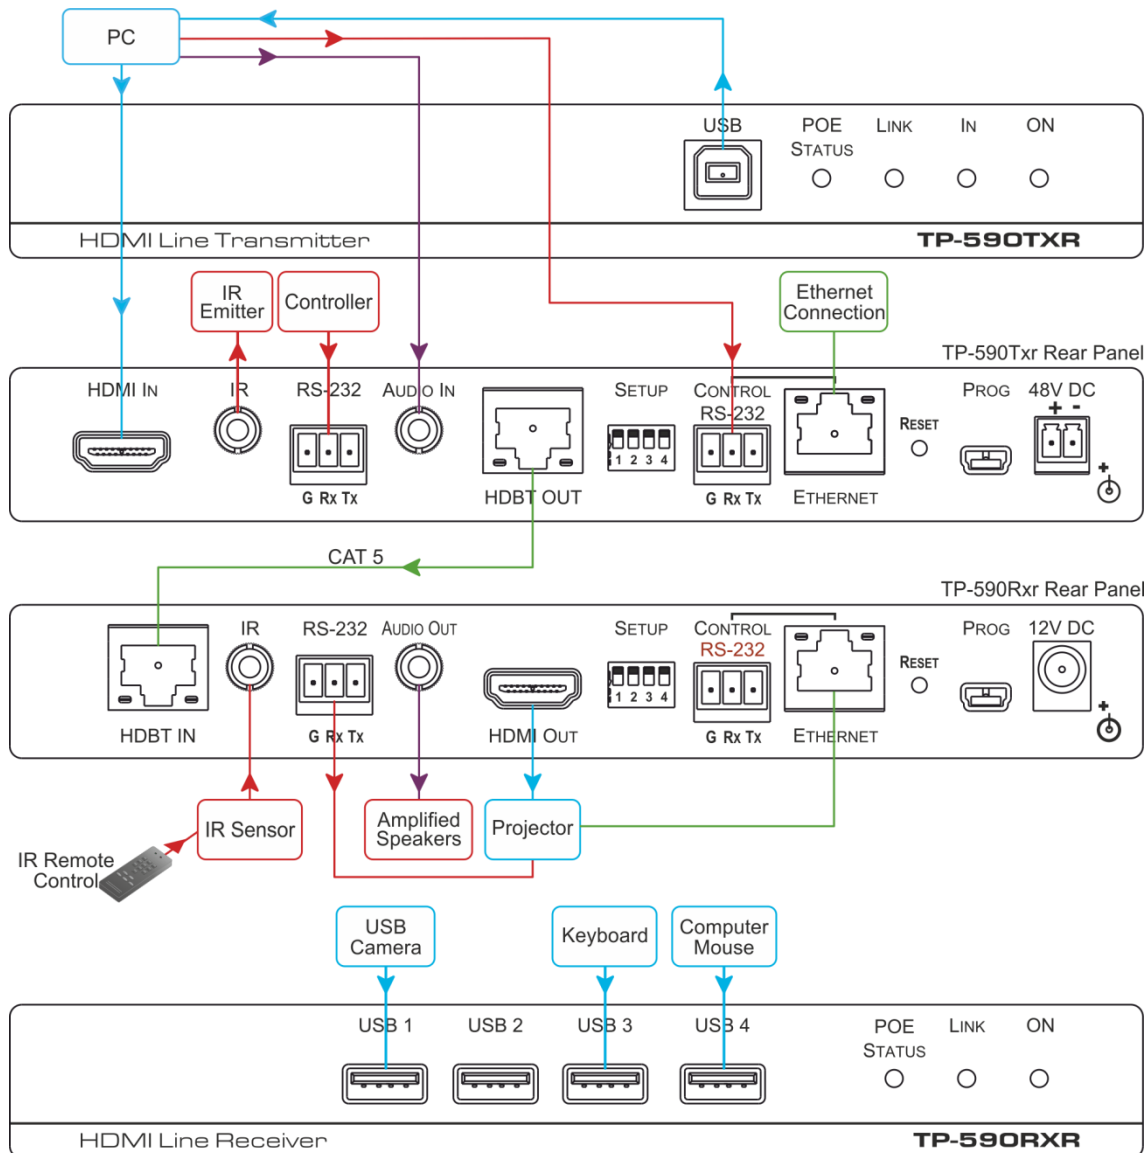 PC
USB
POE
STATUS
LINK
IN
ON
HDMI Line Transmitter
TP-590TXR
IR
Emitter
Controller
Ethernet
Connection
TP-590Txr Rear Panel
HDMI IN
IR
RS-232
AUDIO IN
SETUP
CONTROL
RS-232
RESET
PROG
48V DC
+ -
1 2 3 4
G Rx Tx
HDBT OUT
G Rx Tx
ETHERNET
+
CAT 5
TP-590Rxr Rear Panel
IR
RS-232
AUDIO OUT
SETUP
CONTROL
RS-232
RESET
PROG
12V DC
1 2 3 4
HDBT IN
G Rx Tx
HDMI OUT
G Rx Tx
ETHERNET
+
IR Sensor
Amplified
Speakers
Projector
IR Remote
Control
USB
Camera
Keyboard
Computer
Mouse
USB 1
USB 2
USB 3
USB 4
POE
STATUS
LINK
ON
HDMI Line Receiver
TP-590RXR